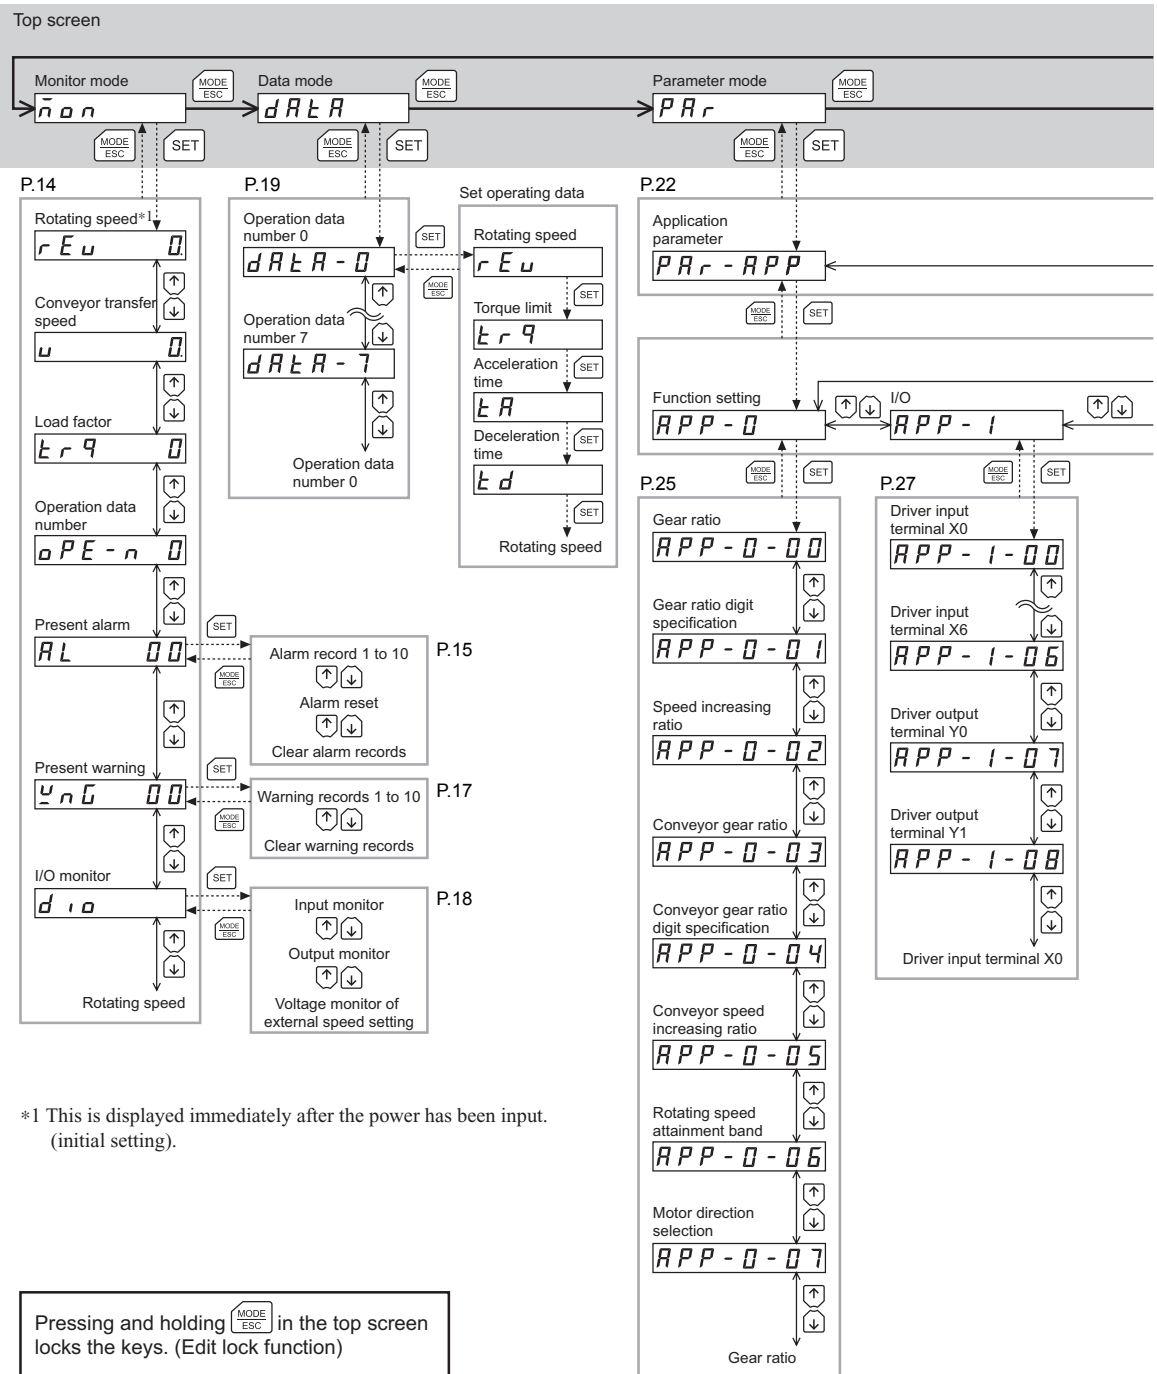 Top screen
Monitor mode
MODE
ESC
Data mode
MODE
ESC
Parameter mode
MODE
ESC
mon
dAtA
PAr
MODE
ESC
SET
MODE
ESC
SET
MODE
ESC
SET
P.14
Rotating speed*1
rEv 0.
Conveyor transfer
speed
v 0.
Load factor
trq 0
Operation data
number
oPE-n 0
Present alarm
AL 00
Present warning
WnG 00
I/O monitor
dio
Rotating speed
SET
MODE
ESC
Alarm record 1 to 10
Alarm reset
Clear alarm records
P.15
SET
MODE
ESC
Warning records 1 to 10
Clear warning records
P.17
SET
MODE
ESC
Input monitor
Output monitor
Voltage monitor of
external speed setting
P.18
P.19
Operation data
number 0
dAtA-0
Operation data
number 7
dAtA-7
Operation data
number 0
SET
MODE
ESC
Set operating data
Rotating speed
rEv
SET
Torque limit
trq
SET
Acceleration
time
tA
SET
Deceleration
time
td
SET
Rotating speed
P.22
Application
parameter
PAr-APP
MODE
ESC
SET
Function setting
APP-0
I/O
APP-1
MODE
ESC
SET
MODE
ESC
SET
P.25
Gear ratio
APP-0-00
Gear ratio digit
specification
APP-0-01
Speed increasing
ratio
APP-0-02
Conveyor gear ratio
APP-0-03
Conveyor gear ratio
digit specification
APP-0-04
Conveyor speed
increasing ratio
APP-0-05
Rotating speed
attainment band
APP-0-06
Motor direction
selection
APP-0-07
Gear ratio
P.27
Driver input
terminal X0
APP-1-00
Driver input
terminal X6
APP-1-06
Driver output
terminal Y0
APP-1-07
Driver output
terminal Y1
APP-1-08
Driver input terminal X0
*1 This is displayed immediately after the power has been input.
(initial setting).
Pressing and holding MODE ESC in the top screen
locks the keys. (Edit lock function)